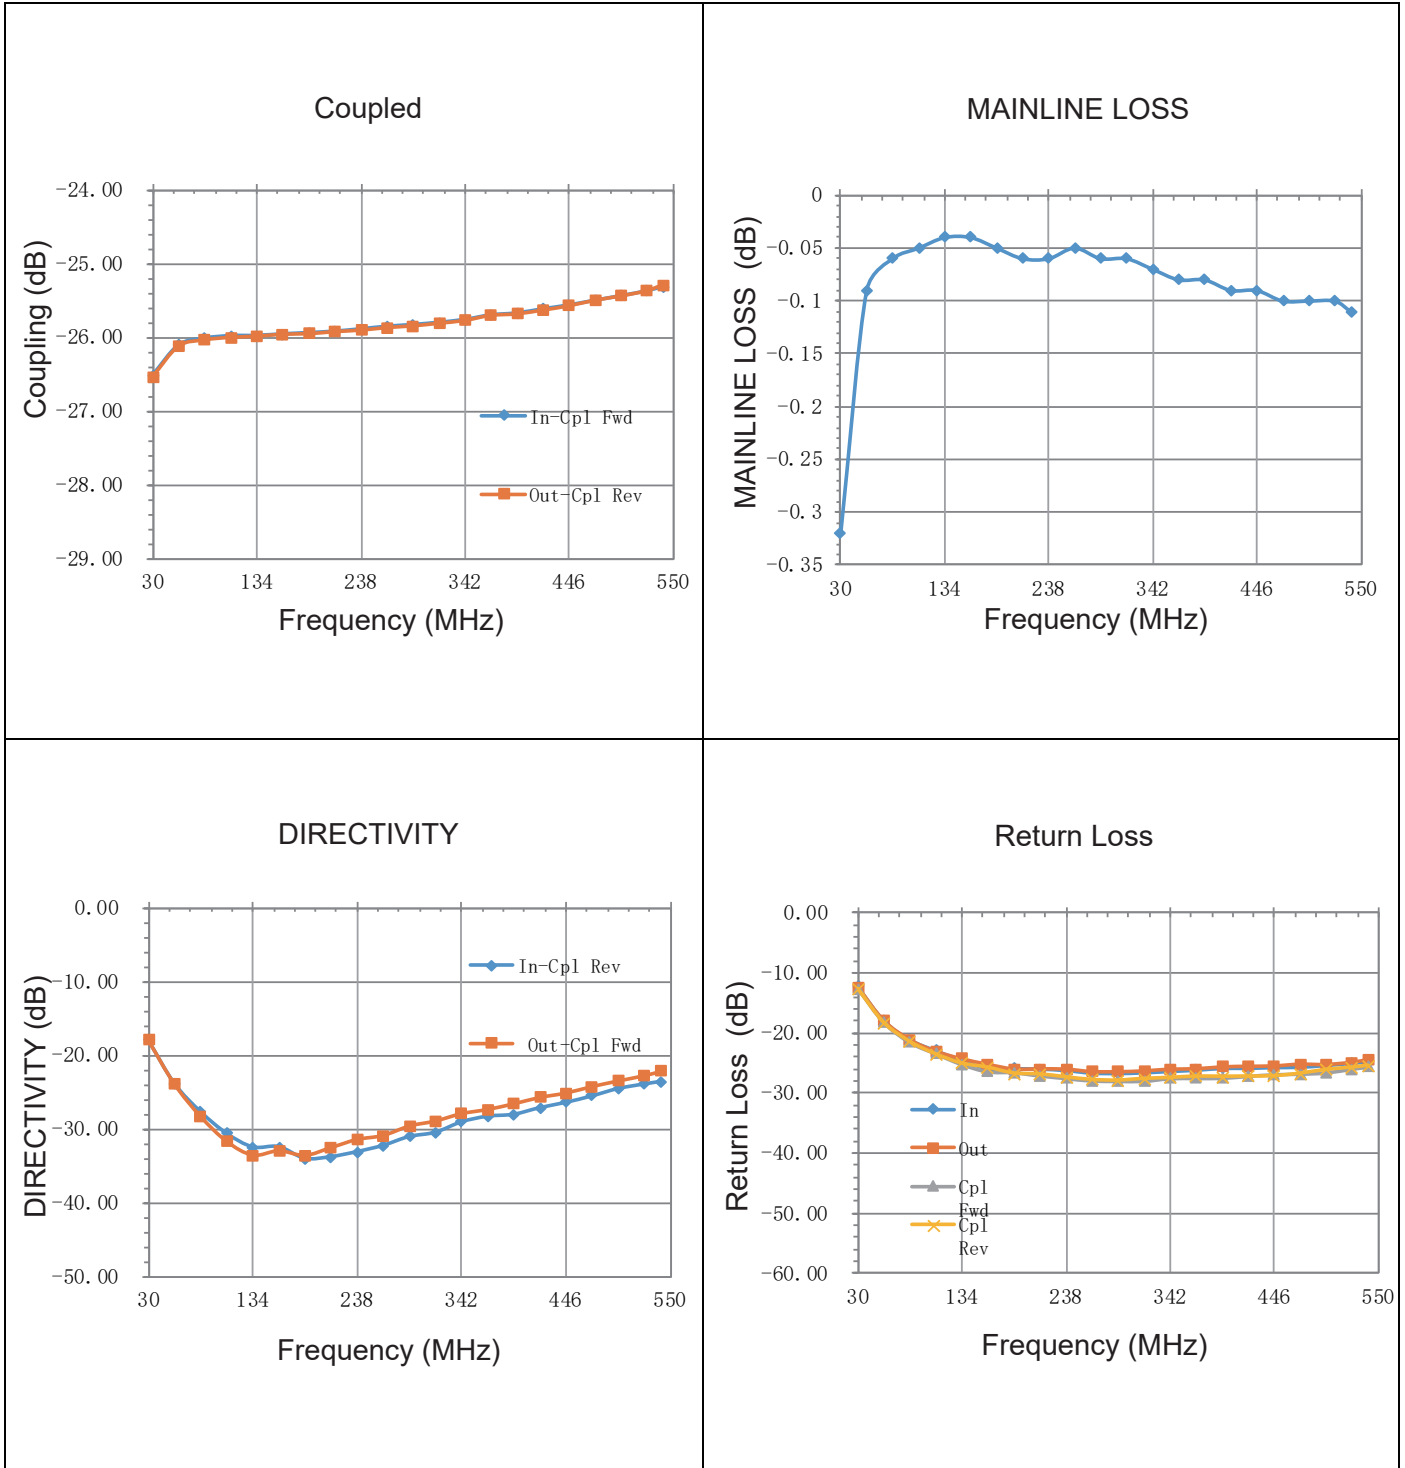 Coupled
-24.00
-25.00
-26.00
-27.00
-28.00
-29.00
Coupling (dB)
In-Cpl Fwd
Out-Cpl Rev
30 134 238 342 446 550
Frequency (MHz)
MAINLINE LOSS
0
-0.05
-0.1
-0.15
-0.2
-0.25
-0.3
-0.35
MAINLINE LOSS (dB)
30 134 238 342 446 550
Frequency (MHz)
DIRECTIVITY
0.00
-10.00
-20.00
-30.00
-40.00
-50.00
DIRECTIVITY (dB)
In-Cpl Rev
Out-Cpl Fwd
30 134 238 342 446 550
Frequency (MHz)
Return Loss
0.00
-10.00
-20.00
-30.00
-40.00
-50.00
-60.00
Return Loss (dB)
In
Out
Cpl
Fwd
Cpl
Rev
30 134 238 342 446 550
Frequency (MHz)